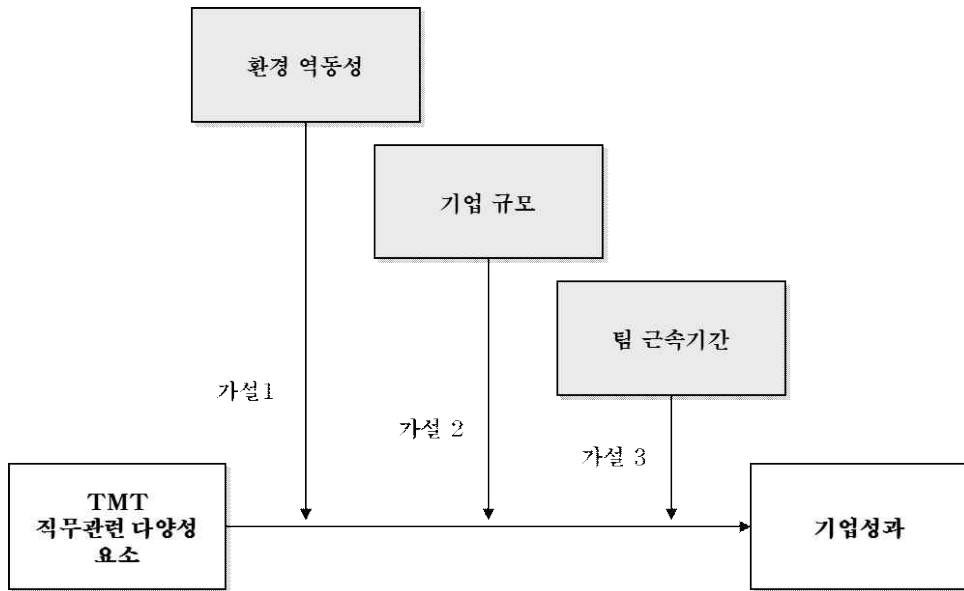 환경 역동성
기업 규모
팀 근속기간
가설1
가설 2
가설 3
TMT
직무관련 다양성
요소
기업성과